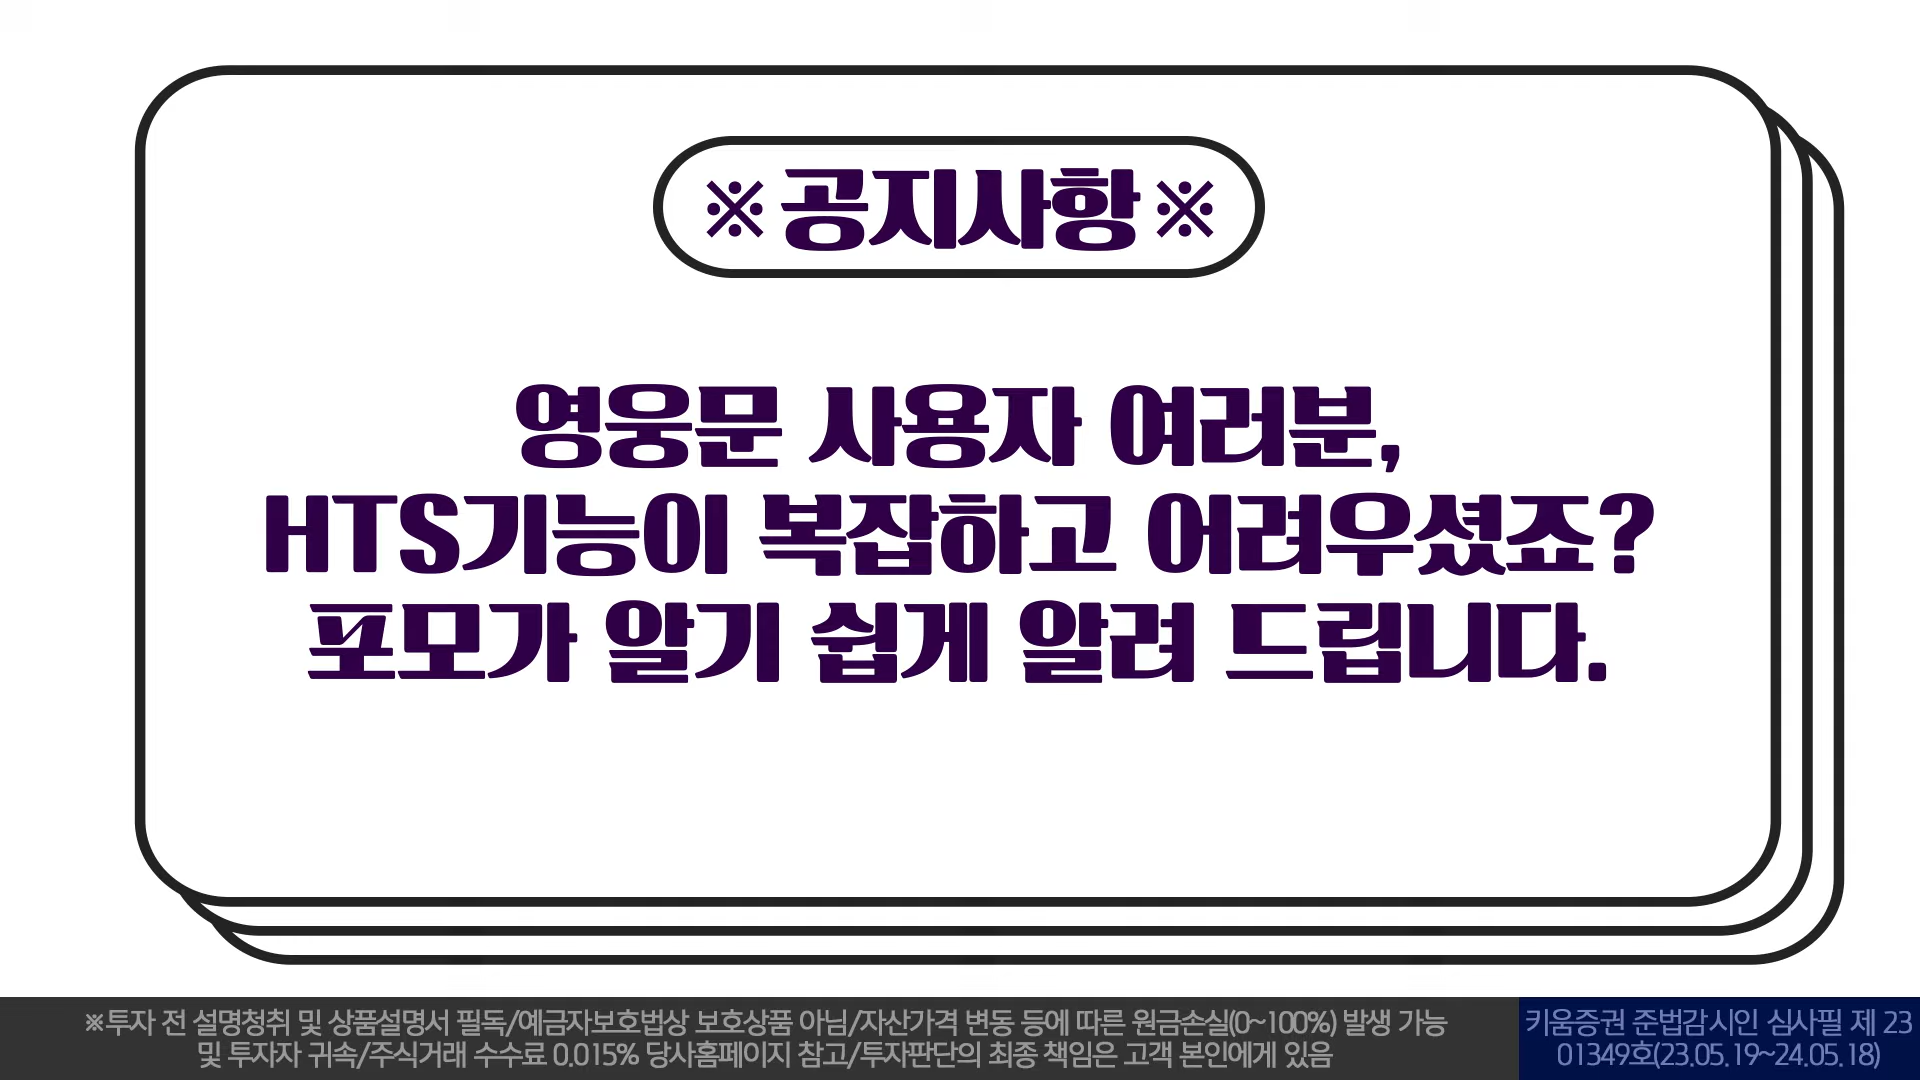 ※공지사항※
영웅문 사용자 여러분,
HTS기능이 복잡하고 어려우셨죠?
포모가 알기 쉽게 알려 드립니다.
※투자 전 설명청취 및 상품설명서 필독/예금자보호법상 보호상품 아님/자산가격 변동 등에 따른 원금손실(0~100%) 발생 가능
및 투자자 귀속/주식거래 수수료 0.015% 당사홈페이지 참고/투자판단의 최종 책임은 고객 본인에게 있음
키움증권 준법감시인 심사필 제 23
01349호(23.05.19~24.05.18)